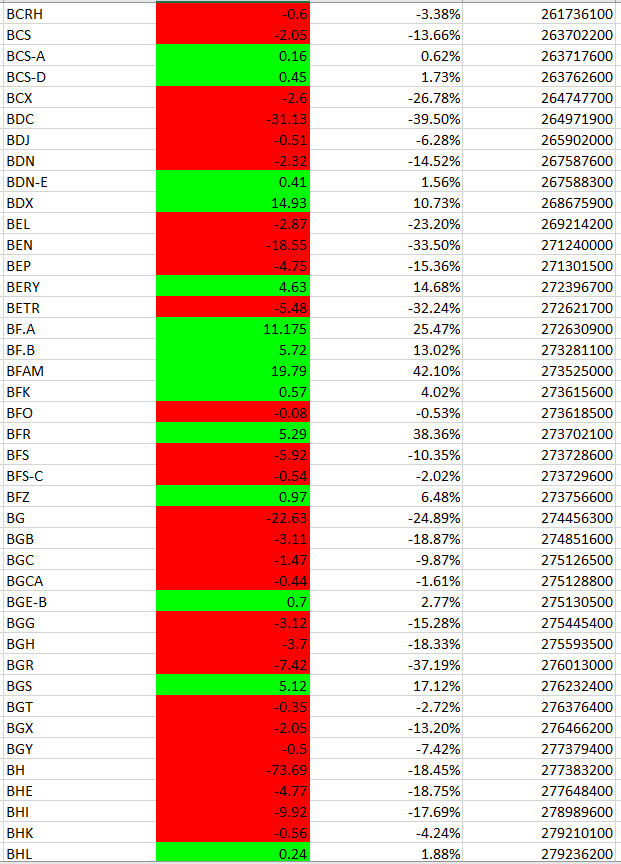 BCRH -0.6 -3.38% 261736100
BCS -2.05 -13.66% 263702200
BCS-A 0.16 0.62% 263717600
BCS-D 0.45 1.73% 263762600
BCX -2.6 -26.78% 264747700
BDC -31.13 -39.50% 264971900
BDJ -0.51 -6.28% 265902000
BDN -2.32 -14.52% 267587600
BDN-E 0.41 1.56% 267588300
BDX 14.93 10.73% 268675900
BEL -2.87 -23.20% 269214200
BEN -18.55 -33.50% 271240000
BEP -4.75 -15.36% 271301500
BERY 4.63 14.68% 272396700
BETR -5.48 -32.24% 272621700
BF.A 11.175 25.47% 272630900
BF.B 5.72 13.02% 273281100
BFAM 19.79 42.10% 273525000
BFK 0.57 4.02% 273615600
BFO -0.08 -0.53% 273618500
BFR 5.29 38.36% 273702100
BFS -5.92 -10.35% 273728600
BFS-C -0.54 -2.02% 273729600
BFZ 0.97 6.48% 273756600
BG -22.63 -24.89% 274456300
BGB -3.11 -18.87% 274851600
BGC -1.47 -9.87% 275126500
BGCA -0.44 -1.61% 275128800
BGE-B 0.7 2.77% 275130500
BGG -3.12 -15.28% 275445400
BGH -3.7 -18.33% 275593500
BGR -7.42 -37.19% 276013000
BGS 5.12 17.12% 276232400
BGT -0.35 -2.72% 276376400
BGX -2.05 -13.20% 276466200
BGY -0.5 -7.42% 277379400
BH -73.69 -18.45% 277383200
BHE -4.77 -18.75% 277648400
BHI -9.92 -17.69% 278989600
BHK -0.56 -4.24% 279210100
BHL 0.24 1.88% 279236200